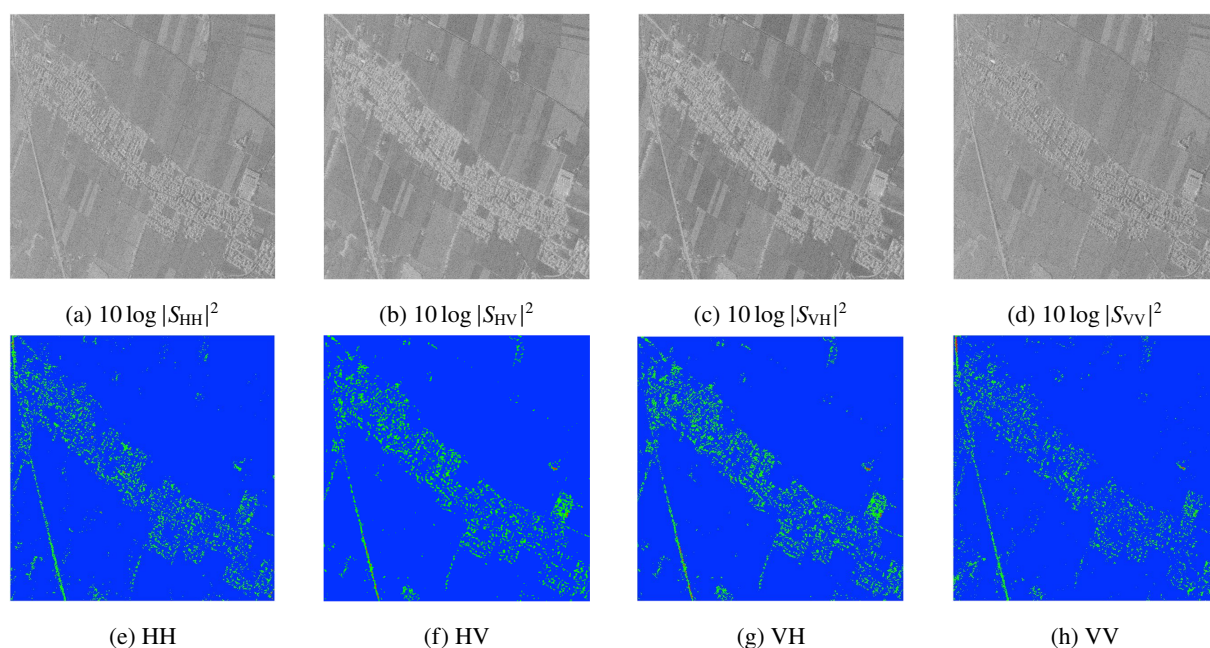 (a) 10 log |S_HH|² (b) 10 log |S_HV|² (c) 10 log |S_VH|² (d) 10 log |S_VV|²
(e) HH (f) HV (g) VH (h) VV